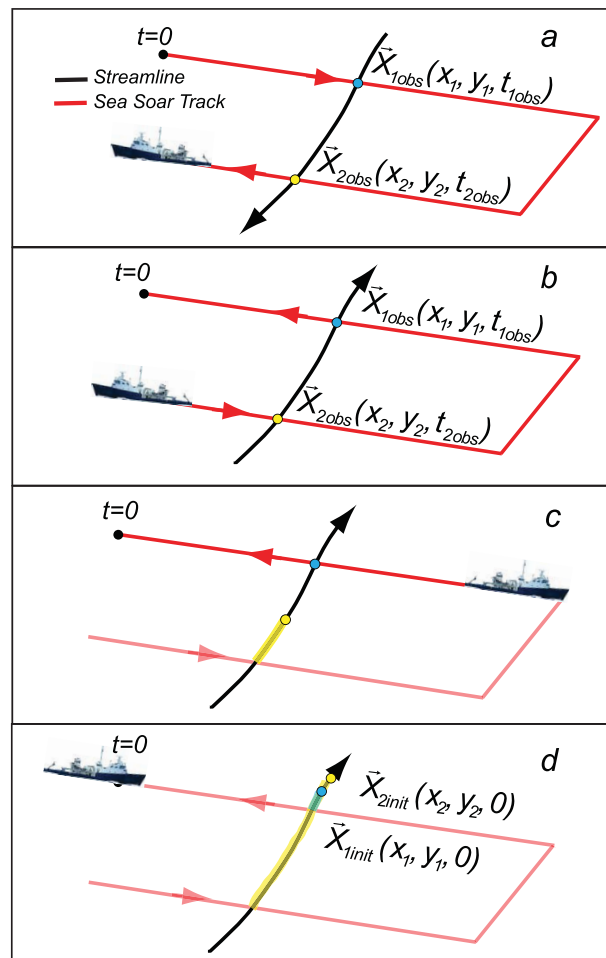 a
t=0
Streamline
Sea Soar Track
X⃗1obs(x1, y1, t1obs)
X⃗2obs(x2, y2, t2obs)
b
t=0
X⃗1obs(x1, y1, t1obs)
X⃗2obs(x2, y2, t2obs)
c
t=0
d
t=0
X⃗2init(x2, y2, 0)
X⃗1init(x1, y1, 0)